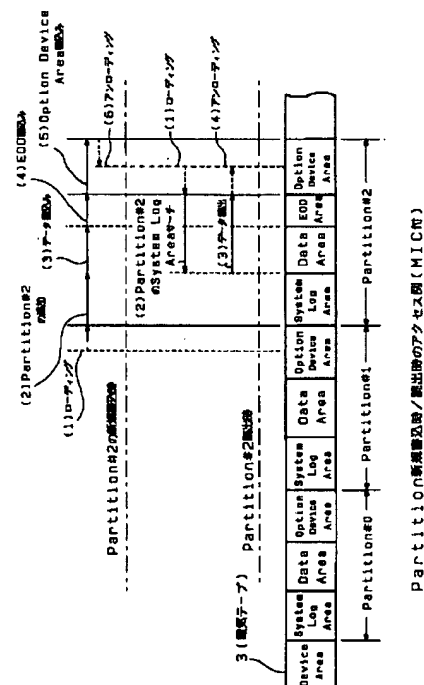 (1)ローディング
(2)Partition#2
の追加
(3)データ書込み
(4)EOD書込み
(5)Option Device
Area書込み
(6)アンローディング
Partition#2の新規書込時
(1)ローディング
(2)Partition#2
のSystem Log
Areaサーチ
(3)データ読出
(4)アンローディング
Partition#2読出時
3(磁気テープ)
Device
Area
System
Log
Area
Data
Area
Option
Device
Area
System
Log
Area
Data
Area
Option
Device
Area
System
Log
Area
Data
Area
EOD
Area
Option
Device
Area
Partition#0
Partition#1
Partition#2
Partition新規書込時/読出時のアクセス図(MIC付)